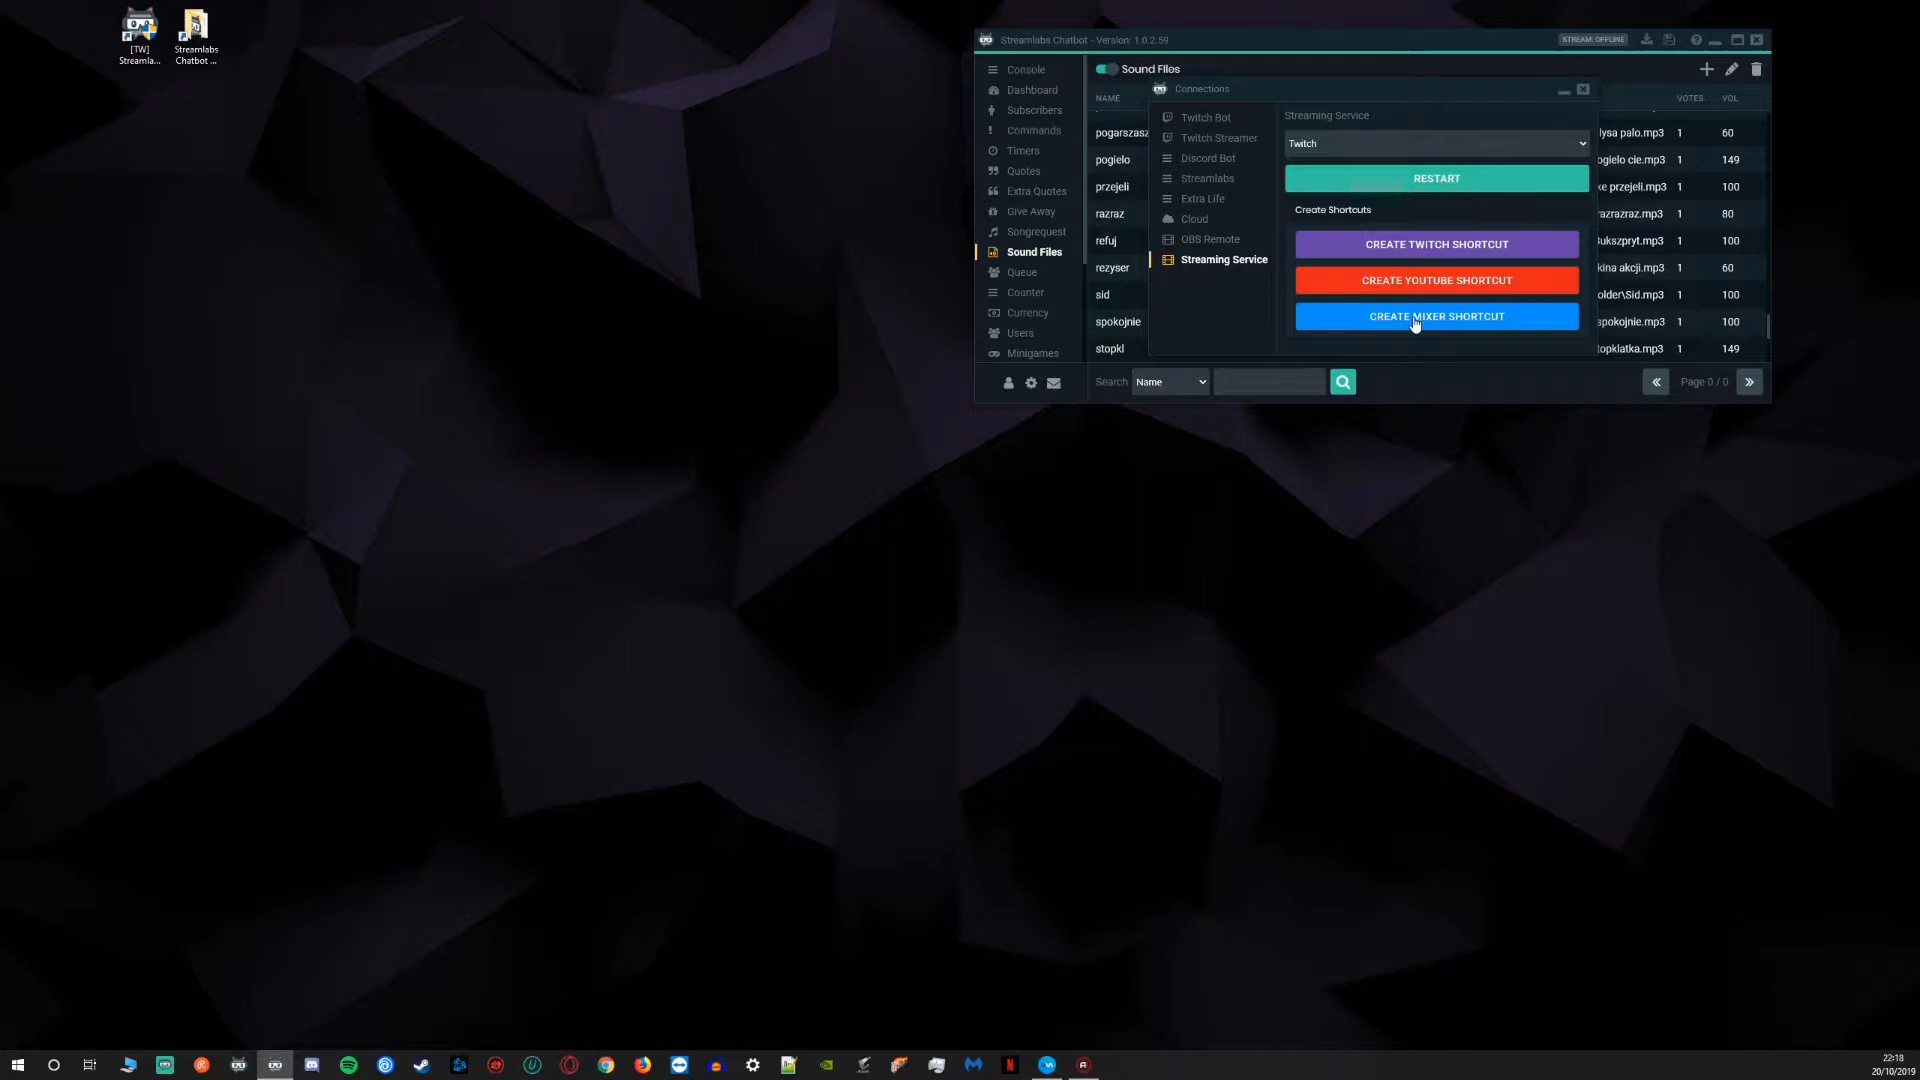 [TW]
Streamla...
Streamlabs
Chatbot ...
Streamlabs Chatbot - Version: 1.0.2.59
STREAM: OFFLINE
Console
Dashboard
Subscribers
Commands
Timers
Quotes
Extra Quotes
Give Away
Songrequest
Sound Files
Queue
Counter
Currency
Users
Minigames
Sound Files
NAME
VOTES VOL
pogarszasz
lysa palo.mp3 1 60
pogielo
ogielo cie.mp3 1 149
przejeli
ke przejeli.mp3 1 100
razraz
razrazraz.mp3 1 80
refuj
3ukszpryt.mp3 1 100
rezyser
kina akcji.mp3 1 60
sid
older\Sid.mp3 1 100
spokojnie
spokojnie.mp3 1 100
stopkl
topklatka.mp3 1 149
Connections
Twitch Bot
Twitch Streamer
Discord Bot
Streamlabs
Extra Life
Cloud
OBS Remote
Streaming Service
Streaming Service
Twitch
RESTART
Create Shortcuts
CREATE TWITCH SHORTCUT
CREATE YOUTUBE SHORTCUT
CREATE MIXER SHORTCUT
Search Name
Page 0 / 0
22:18
20/10/2019